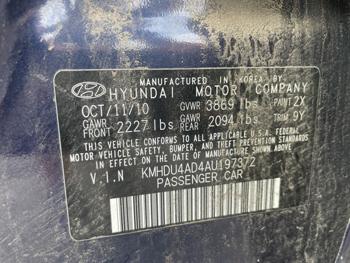 MANUFACTURED IN KOREA BY
HYUNDAI MOTOR COMPANY
OCT/11/10 GVWR 3869 lbs PAINT 2X
GAWR FRONT 2227 lbs GAWR REAR 2094 lbs TRIM 9Y
THIS VEHICLE CONFORMS TO ALL APPLICABLE U.S.A. FEDERAL
MOTOR VEHICLE SAFETY, BUMPER, AND THEFT
PREVENTION STANDARDS IN EFFECT ON THE DATE OF
MANUFACTURE SHOWN ABOVE.
V.I.N KMHDU4AD4AU197372
PASSENGER CAR